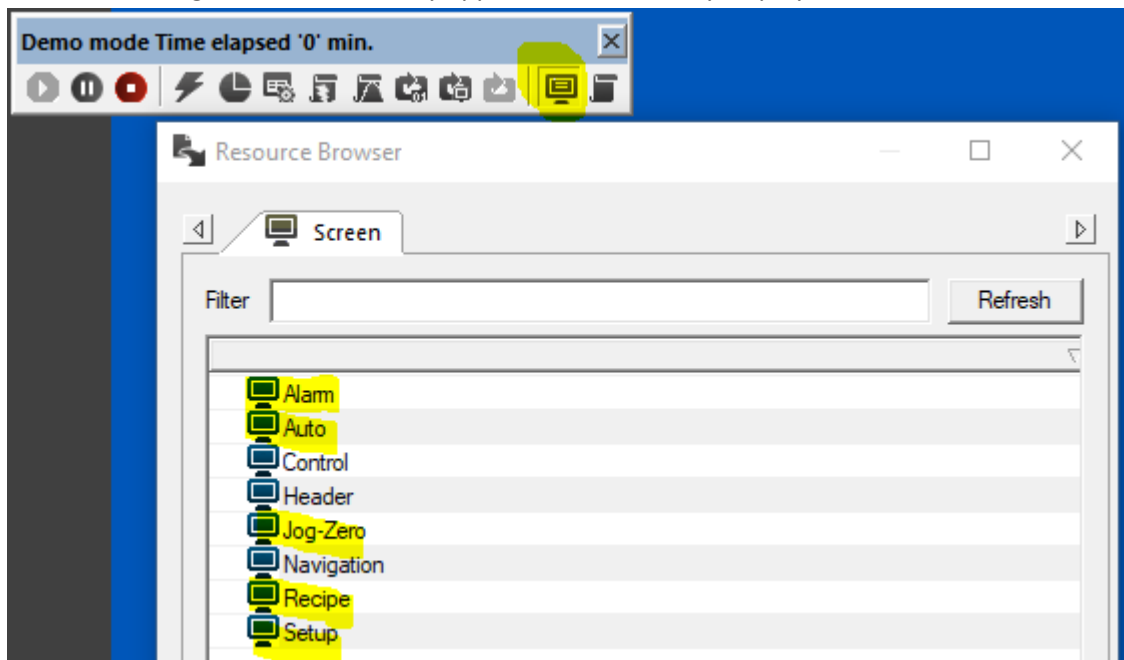 Demo mode Time elapsed '0' min.
Resource Browser
Screen
Filter
Refresh
Alarm
Auto
Control
Header
Jog-Zero
Navigation
Recipe
Setup